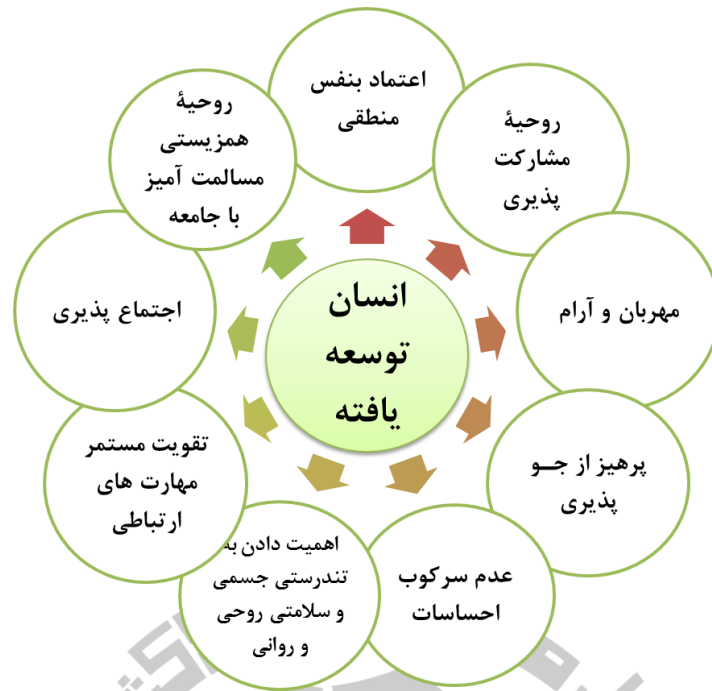 انسان
توسعه
یافته
اعتماد بنفس
منطقی
روحیهٔ
مشارکت
پذیری
مهربان و آرام
پرهیز از جــو
پذیری
عدم سرکوب
احساسات
اهمیت دادن به
تندرستی جسمی
و سلامتی روحی
و روانی
تقویت مستمر
مهارت های
ارتباطی
اجتماع پذیری
روحیهٔ
همزیستی
مسالمت آمیز
با جامعه